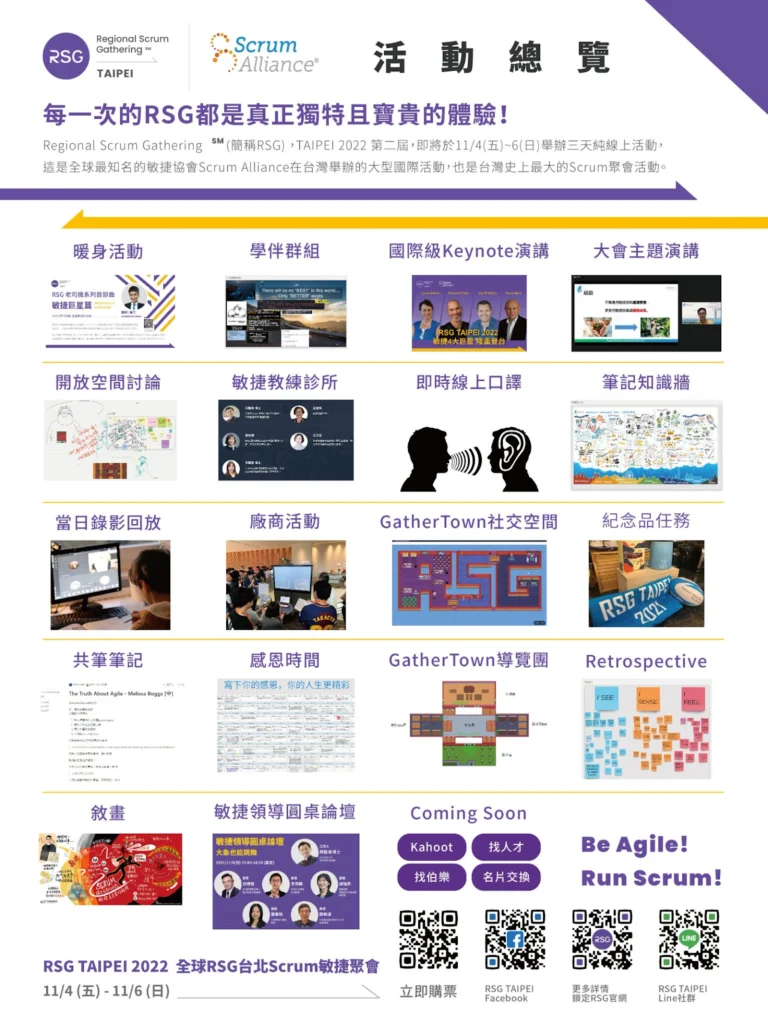 RSG
Regional Scrum
Gathering ™
TAIPEI
Scrum
Alliance®
活動總覽
每一次的RSG都是真正獨特且寶貴的體驗!
Regional Scrum Gathering ℠(簡稱RSG) ,TAIPEI 2022 第二屆,即將於11/4(五)~6(日)舉辦三天純線上活動,
這是全球最知名的敏捷協會Scrum Alliance在台灣舉辦的大型國際活動,也是台灣史上最大的Scrum聚會活動。
暖身活動
學伴群組
國際級Keynote演講
大會主題演講
RSG 老司機系列首部曲
敏捷巨星篇
There will be no "BEST" in this world....
Only "BETTER" exists.
RSG TAIPEI 2022
敏捷4大巨星 隆重登台
開放空間討論
敏捷教練診所
即時線上口譯
筆記知識牆
當日錄影回放
廠商活動
GatherTown社交空間
紀念品任務
RSG
RSG TAIPEI
2021
共筆筆記
感恩時間
GatherTown導覽團
Retrospective
The Truth About Agile - Melissa Boggs [中]
寫下你的感恩,你的人生更精彩
I SEE
I SENSE
I FEEL
敘畫
敏捷領導圓桌論壇
Coming Soon
SCRUM
敏捷領導圓桌論壇
大象也能跳舞
Kahoot
找人才
找伯樂
名片交換
Be Agile!
Run Scrum!
RSG TAIPEI 2022 全球RSG台北Scrum敏捷聚會
11/4 (五) - 11/6 (日)
立即購票
RSG TAIPEI
Facebook
RSG
更多詳情
鎖定RSG官網
LINE
RSG TAIPEI
Line社群